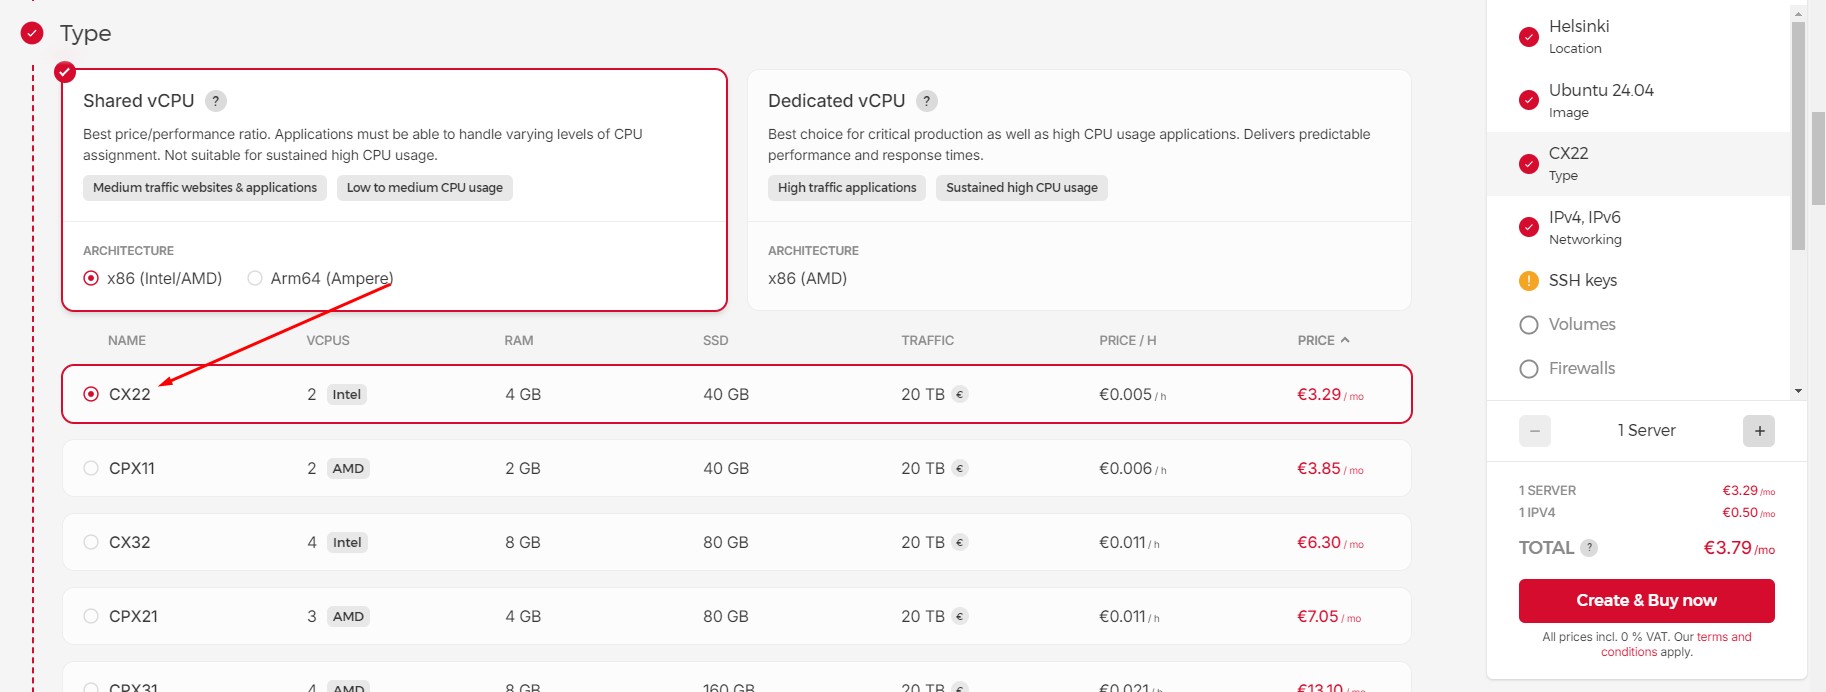 Type
Shared vCPU ?
Best price/performance ratio. Applications must be able to handle varying levels of CPU
assignment. Not suitable for sustained high CPU usage.
Medium traffic websites & applications Low to medium CPU usage
ARCHITECTURE
x86 (Intel/AMD) Arm64 (Ampere)
Dedicated vCPU ?
Best choice for critical production as well as high CPU usage applications. Delivers predictable
performance and response times.
High traffic applications Sustained high CPU usage
ARCHITECTURE
x86 (AMD)
NAME VCPUS RAM SSD TRAFFIC PRICE / H PRICE
CX22 2 Intel 4 GB 40 GB 20 TB € €0.005 / h €3.29 / mo
CPX11 2 AMD 2 GB 40 GB 20 TB € €0.006 / h €3.85 / mo
CX32 4 Intel 8 GB 80 GB 20 TB € €0.011 / h €6.30 / mo
CPX21 3 AMD 4 GB 80 GB 20 TB € €0.011 / h €7.05 / mo
CPX31 4 AMD 8 GB 160 GB 20 TB € €0.021 / h €13.10 / mo
Helsinki
Location
Ubuntu 24.04
Image
CX22
Type
IPv4, IPv6
Networking
! SSH keys
Volumes
Firewalls
− 1 Server +
1 SERVER €3.29 /mo
1 IPV4 €0.50 /mo
TOTAL ? €3.79 /mo
Create & Buy now
All prices incl. 0 % VAT. Our terms and
conditions apply.